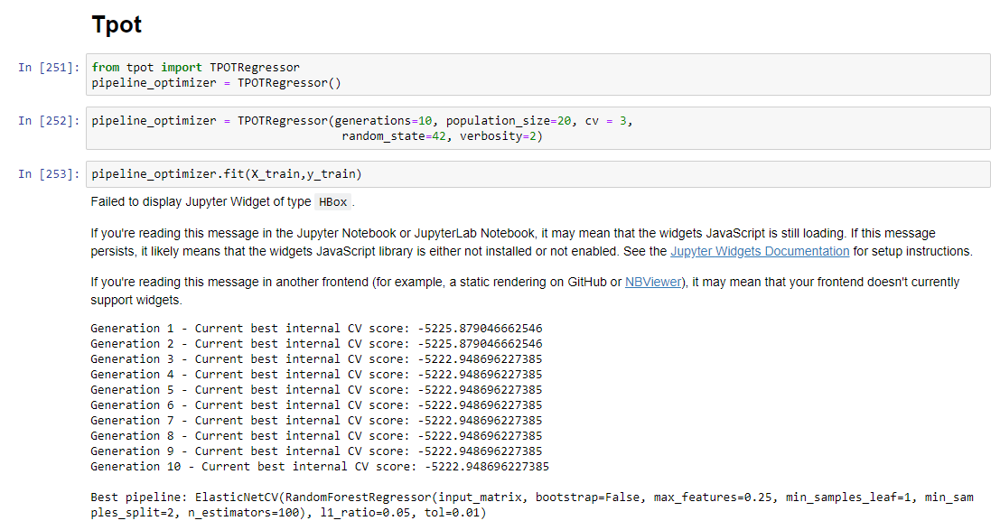 Tpot
In [251]: from tpot import TPOTRegressor
pipeline_optimizer = TPOTRegressor()
In [252]: pipeline_optimizer = TPOTRegressor(generations=10, population_size=20, cv = 3,
random_state=42, verbosity=2)
In [253]: pipeline_optimizer.fit(X_train,y_train)
Failed to display Jupyter Widget of type HBox.
If you're reading this message in the Jupyter Notebook or JupyterLab Notebook, it may mean that the widgets JavaScript is still loading. If this message
persists, it likely means that the widgets JavaScript library is either not installed or not enabled. See the Jupyter Widgets Documentation for setup instructions.
If you're reading this message in another frontend (for example, a static rendering on GitHub or NBViewer), it may mean that your frontend doesn't currently
support widgets.
Generation 1 - Current best internal CV score: -5225.879046662546
Generation 2 - Current best internal CV score: -5225.879046662546
Generation 3 - Current best internal CV score: -5222.948696227385
Generation 4 - Current best internal CV score: -5222.948696227385
Generation 5 - Current best internal CV score: -5222.948696227385
Generation 6 - Current best internal CV score: -5222.948696227385
Generation 7 - Current best internal CV score: -5222.948696227385
Generation 8 - Current best internal CV score: -5222.948696227385
Generation 9 - Current best internal CV score: -5222.948696227385
Generation 10 - Current best internal CV score: -5222.948696227385
Best pipeline: ElasticNetCV(RandomForestRegressor(input_matrix, bootstrap=False, max_features=0.25, min_samples_leaf=1, min_sam
ples_split=2, n_estimators=100), l1_ratio=0.05, tol=0.01)